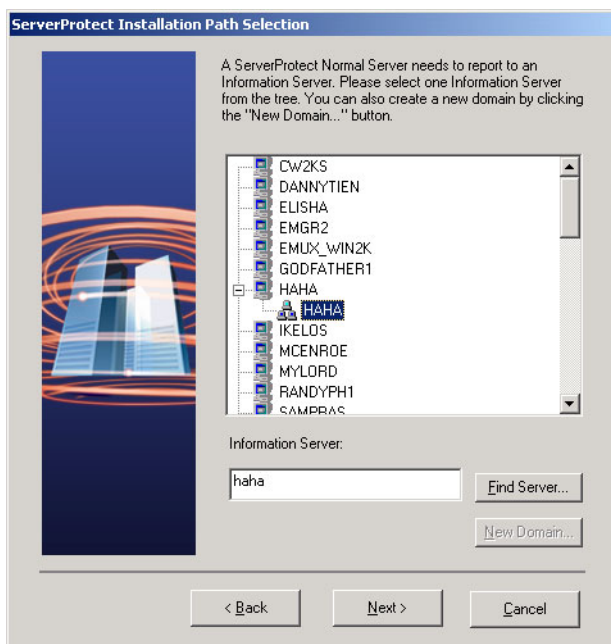 ServerProtect Installation Path Selection
A ServerProtect Normal Server needs to report to an
Information Server. Please select one Information Server
from the tree. You can also create a new domain by clicking
the "New Domain..." button.
CW2KS
DANNYTIEN
ELISHA
EMGR2
EMUX_WIN2K
GODFATHER1
HAHA
HAHA
IKELOS
MCENROE
MYLORD
RANDYPH1
SAMPRAS
Information Server:
haha
Find Server...
New Domain...
< Back
Next >
Cancel